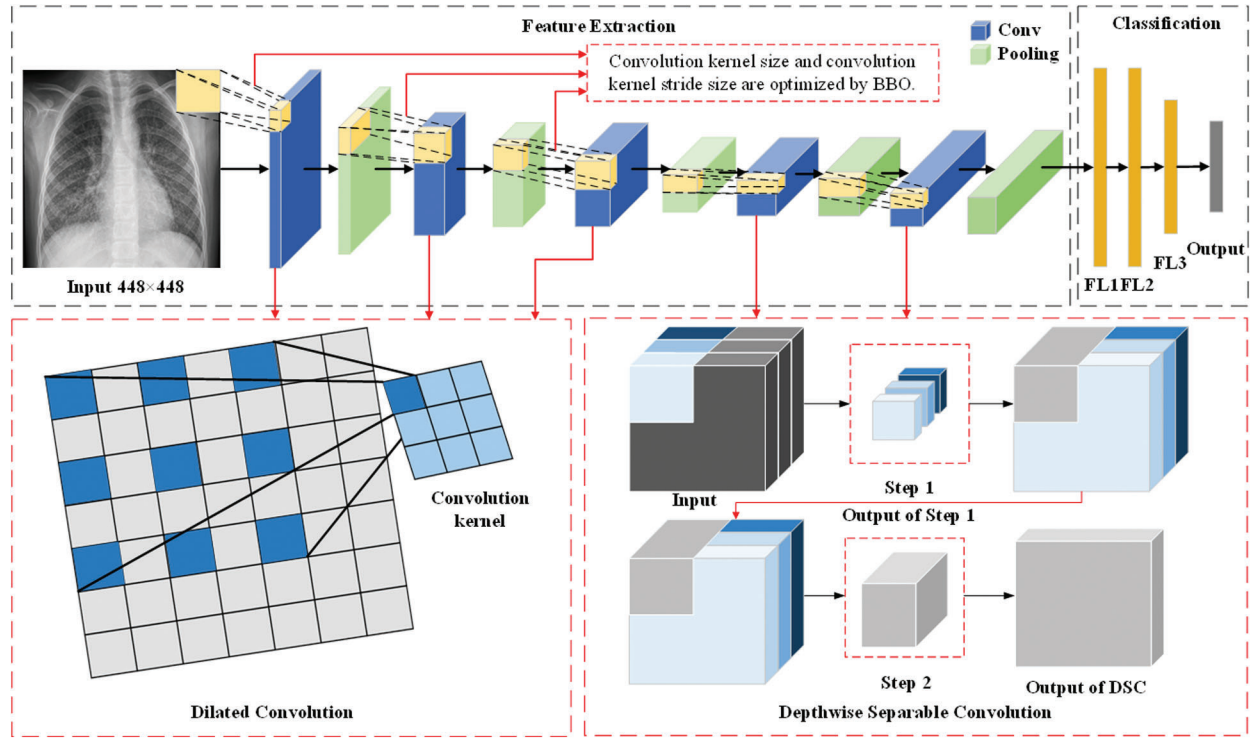 Feature Extraction
Conv
Pooling
Classification
Convolution kernel size and convolution
kernel stride size are optimized by BBO.
Input 448×448
FL1
FL2
FL3
Output
Convolution
kernel
Dilated Convolution
Input
Step 1
Output of Step 1
Step 2
Output of DSC
Depthwise Separable Convolution